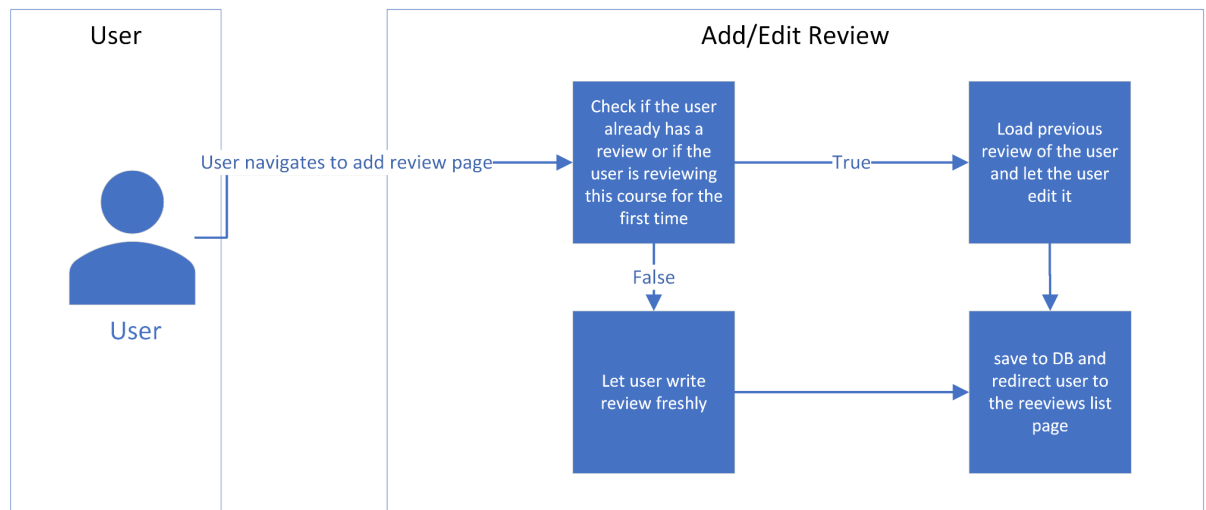 User
Add/Edit Review
User navigates to add review page
User
Check if the user
already has a
review or if the
user is reviewing
this course for the
first time
True
Load previous
review of the user
and let the user
edit it
False
Let user write
review freshly
save to DB and
redirect user to
the reeviews list
page